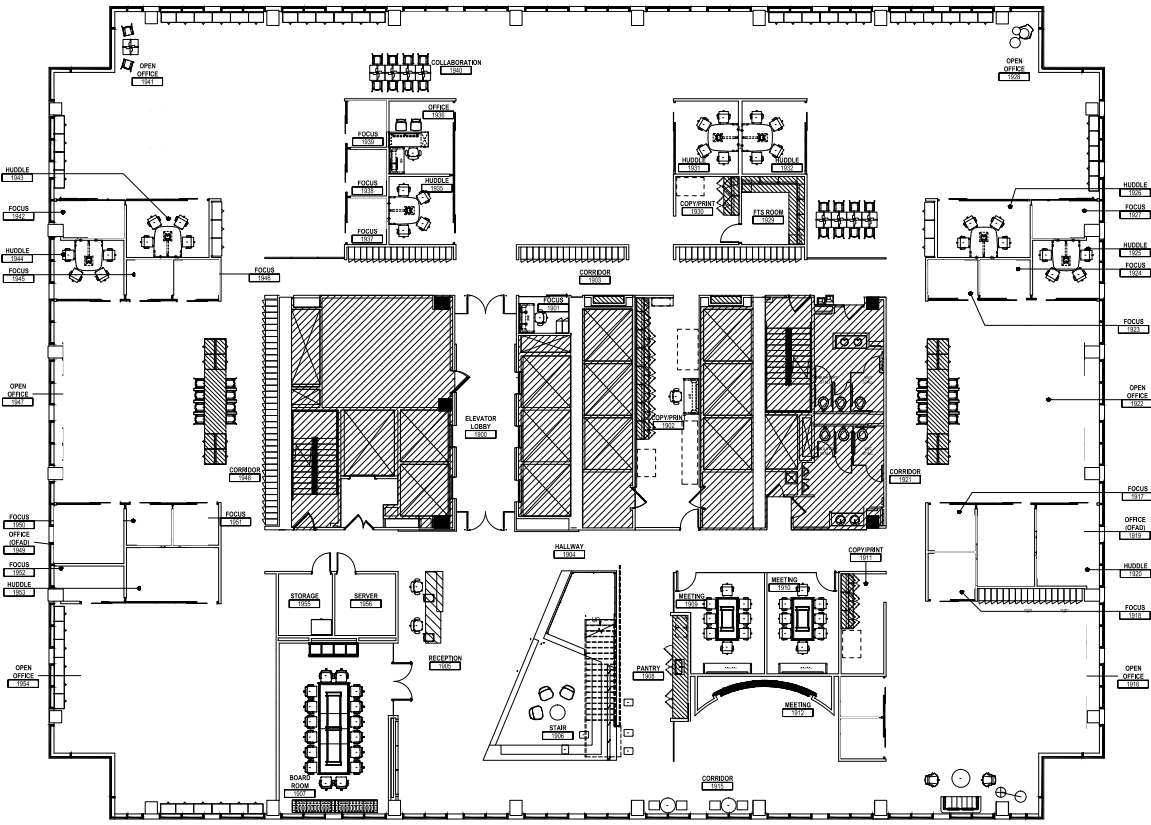 OPEN
OFFICE
1941
COLLABORATION
1940
OPEN
OFFICE
1928
OFFICE
1936
FOCUS
1939
HUDDLE
1931
HUDDLE
1932
HUDDLE
1943
FOCUS
1938
HUDDLE
1935
HUDDLE
1926
FOCUS
1942
COPY/PRINT
1930
FTS ROOM
1929
FOCUS
1927
FOCUS
1937
HUDDLE
1944
HUDDLE
1925
FOCUS
1945
FOCUS
1946
CORRIDOR
1903
FOCUS
1924
FOCUS
1901
FOCUS
1923
OPEN
OFFICE
1947
OPEN
OFFICE
1922
ELEVATOR
LOBBY
1900
COPY/PRINT
1902
CORRIDOR
1948
CORRIDOR
1921
FOCUS
1917
FOCUS
1950
FOCUS
1951
OFFICE
(OFAD)
1949
OFFICE
(OFAD)
1919
HALLWAY
1904
COPY/PRINT
1911
FOCUS
1952
HUDDLE
1920
HUDDLE
1953
MEETING
1910
MEETING
1909
STORAGE
1955
SERVER
1956
FOCUS
1918
RECEPTION
1905
OPEN
OFFICE
1954
PANTRY
1908
OPEN
OFFICE
1916
MEETING
1912
STAIR
1906
BOARD
ROOM
1907
CORRIDOR
1915